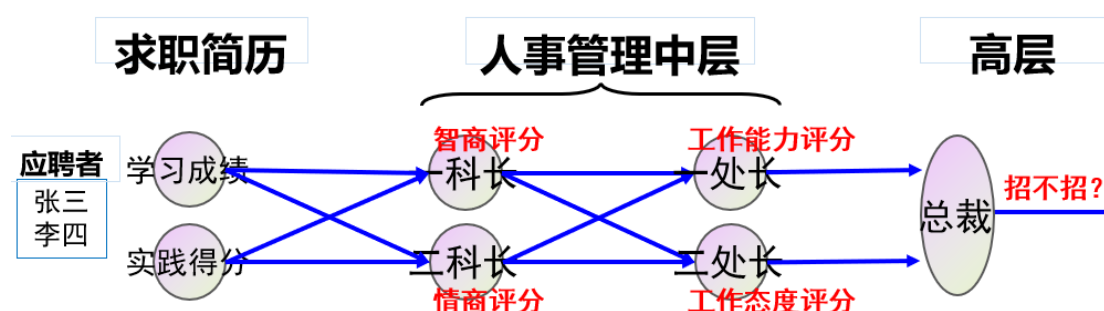 求职简历
人事管理中层
高层
应聘者
张三
李四
学习成绩
实践得分
智商评分
一科长
二科长
情商评分
工作能力评分
一处长
二处长
工作态度评分
总裁
招不招？